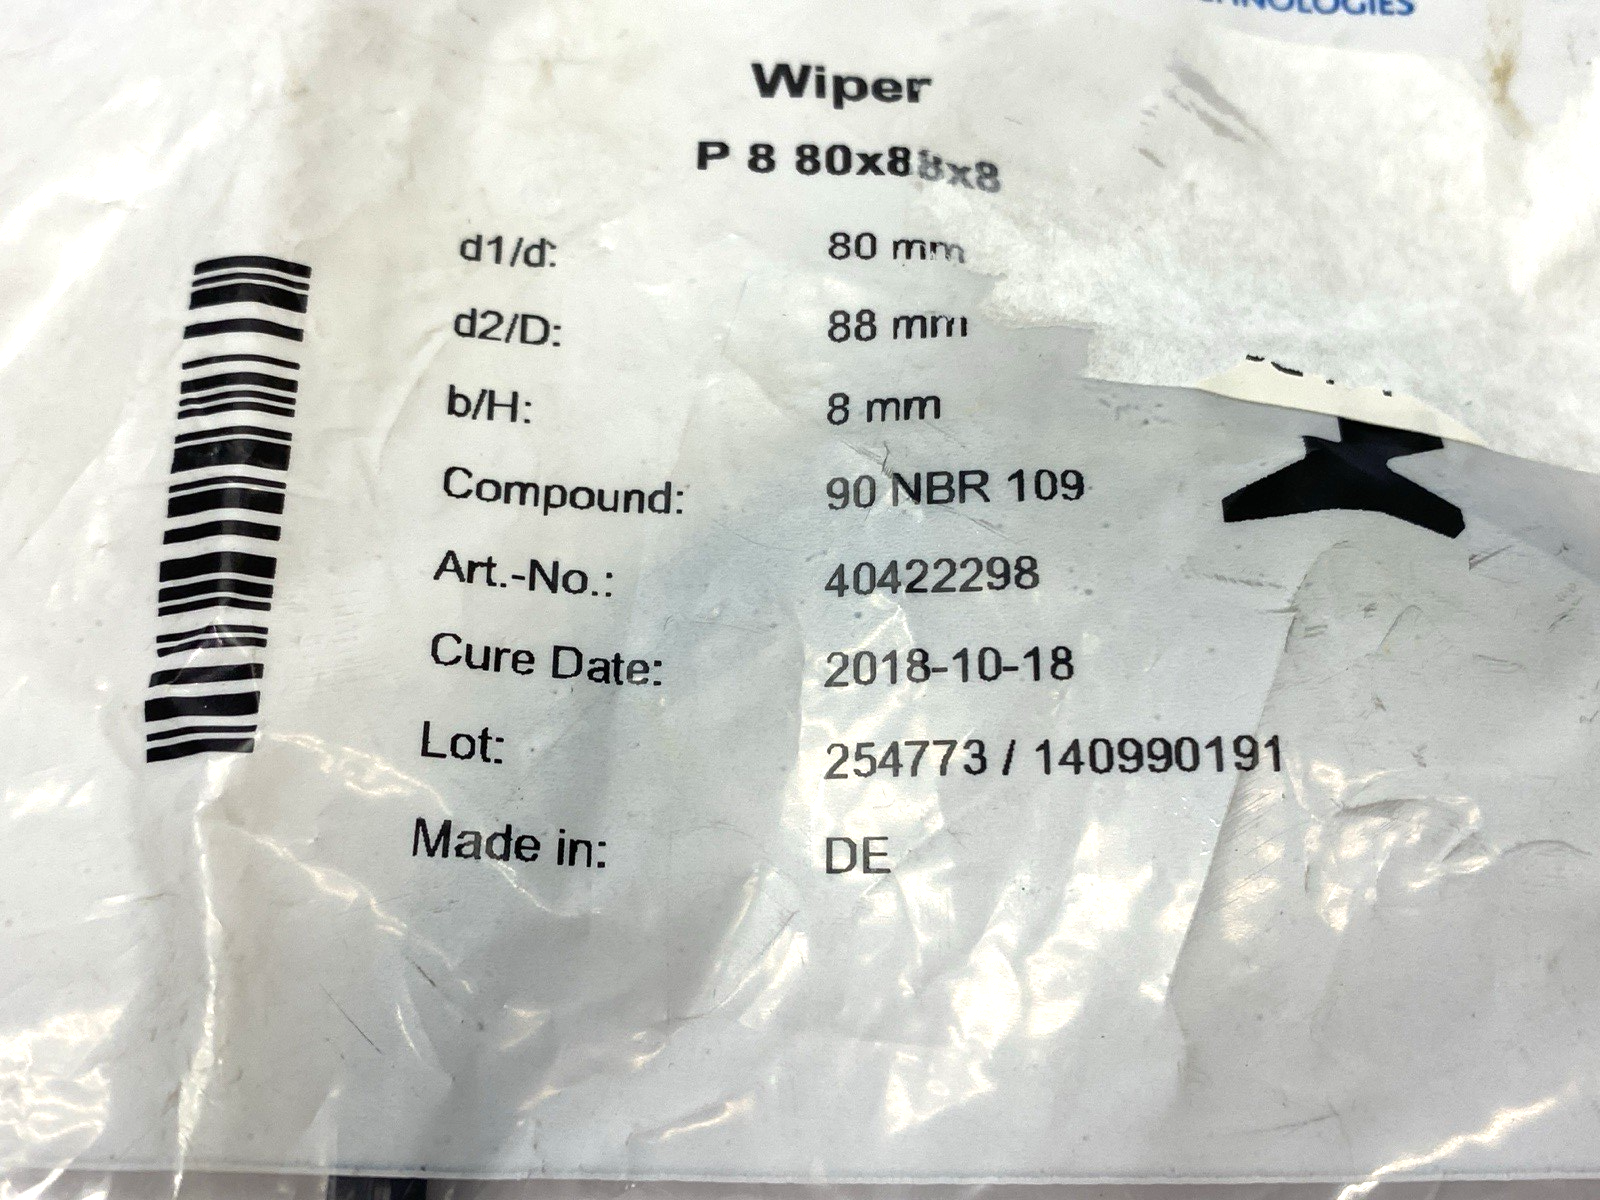 Wiper
P 8 80x88x8
d1/d: 80 mm
d2/D: 88 mm
b/H: 8 mm
Compound: 90 NBR 109
Art.-No.: 40422298
Cure Date: 2018-10-18
Lot: 254773 / 140990191
Made in: DE